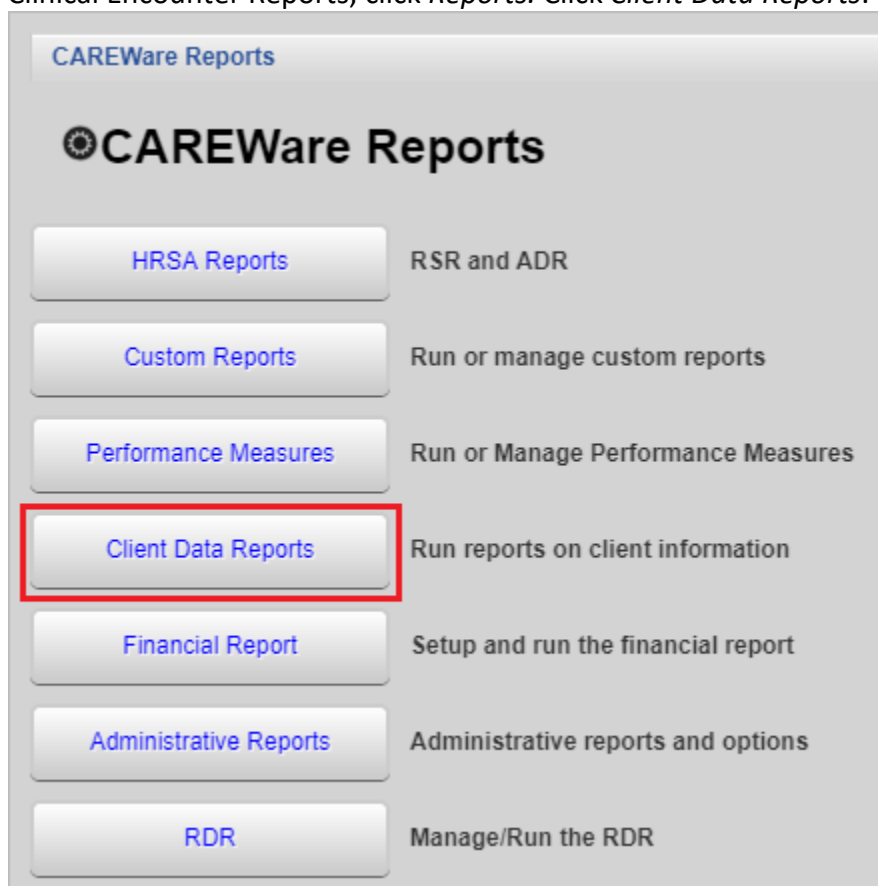 Clinical Encounter Reports, click Reports. Click Client Data Reports.
CAREWare Reports
CAREWare Reports
HRSA Reports RSR and ADR
Custom Reports Run or manage custom reports
Performance Measures Run or Manage Performance Measures
Client Data Reports Run reports on client information
Financial Report Setup and run the financial report
Administrative Reports Administrative reports and options
RDR Manage/Run the RDR